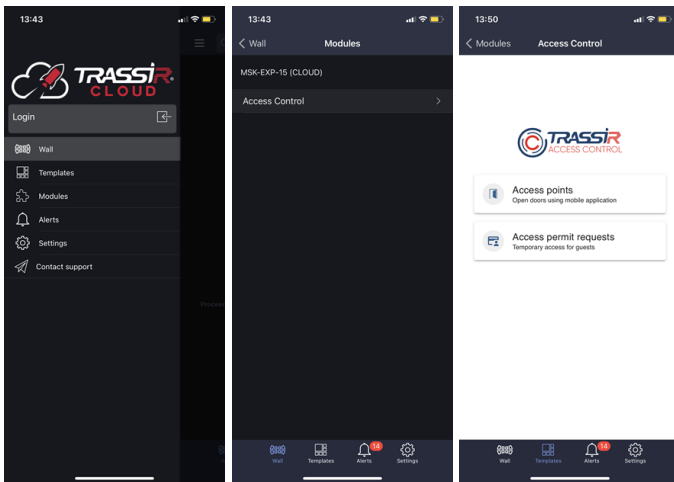 13:43
TRASSIR
CLOUD
Login
Wall
Templates
Modules
Alerts
Settings
Contact support
13:43
Wall
Modules
MSK-EXP-15 (CLOUD)
Access Control
14
Wall
Templates
Alerts
Settings
13:50
Modules
Access Control
TRASSIR
ACCESS CONTROL
Access points
Open doors using mobile application
Access permit requests
Temporary access for guests
14
Wall
Templates
Alerts
Settings